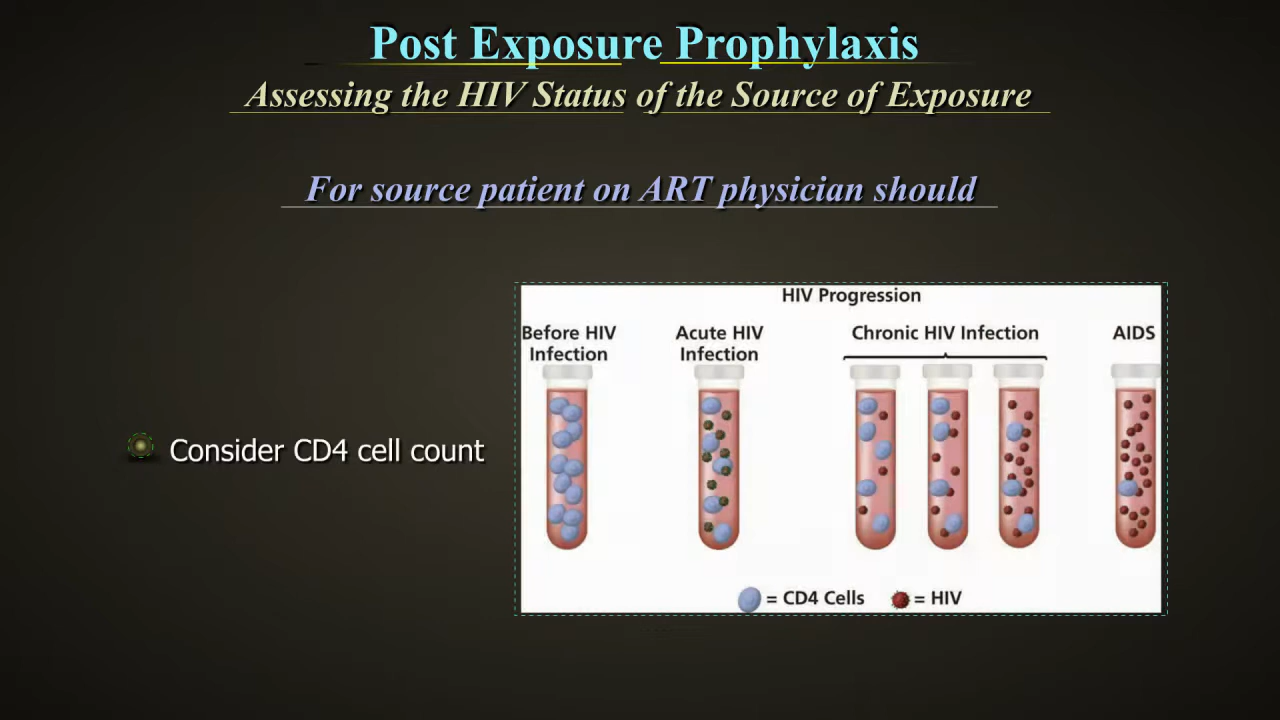 Post Exposure Prophylaxis
Assessing the HIV Status of the Source of Exposure
For source patient on ART physician should
Consider CD4 cell count
HIV Progression
Before HIV Infection
Acute HIV Infection
Chronic HIV Infection
AIDS
= CD4 Cells
= HIV